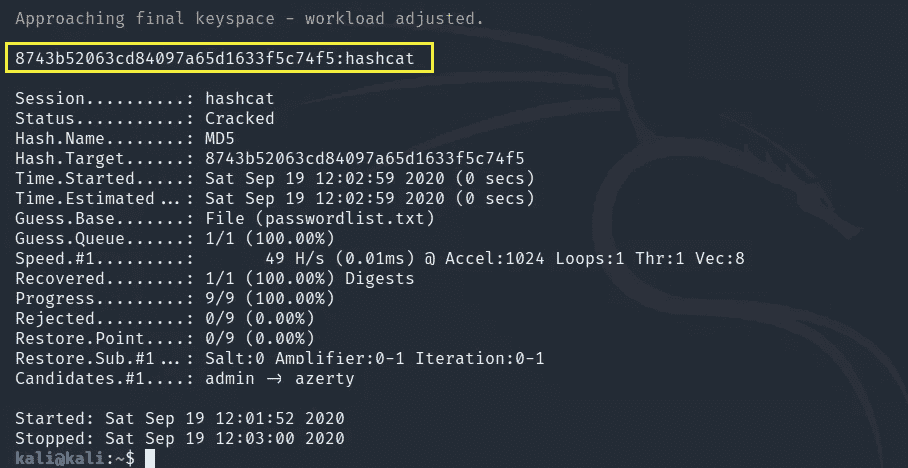 Approaching final keyspace - workload adjusted.
8743b52063cd84097a65d1633f5c74f5:hashcat
Session..........: hashcat
Status...........: Cracked
Hash.Name........: MD5
Hash.Target......: 8743b52063cd84097a65d1633f5c74f5
Time.Started.....: Sat Sep 19 12:02:59 2020 (0 secs)
Time.Estimated...: Sat Sep 19 12:02:59 2020 (0 secs)
Guess.Base.......: File (passwordlist.txt)
Guess.Queue......: 1/1 (100.00%)
Speed.#1.........:       49 H/s (0.01ms) @ Accel:1024 Loops:1 Thr:1 Vec:8
Recovered........: 1/1 (100.00%) Digests
Progress.........: 9/9 (100.00%)
Rejected.........: 0/9 (0.00%)
Restore.Point....: 0/9 (0.00%)
Restore.Sub.#1...: Salt:0 Amplifier:0-1 Iteration:0-1
Candidates.#1....: admin -> azerty
Started: Sat Sep 19 12:01:52 2020
Stopped: Sat Sep 19 12:03:00 2020
kali@kali:~$